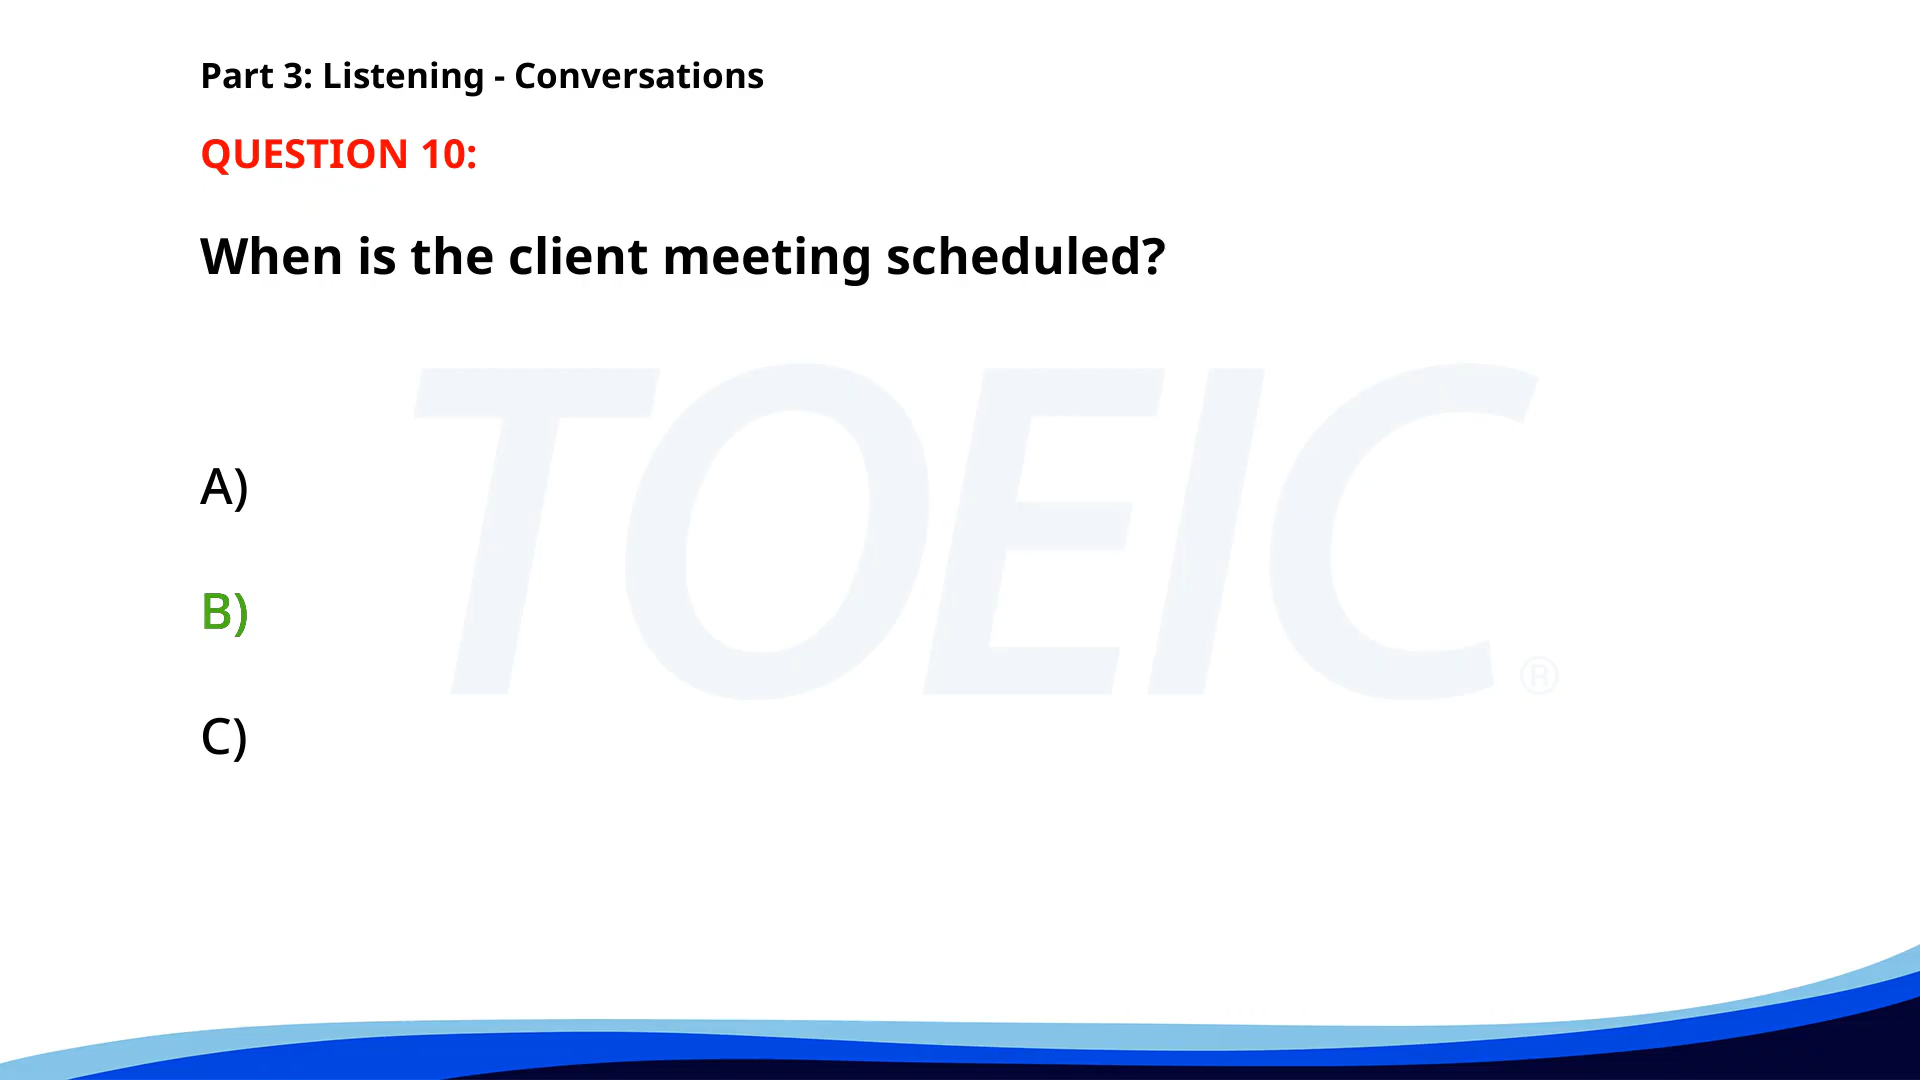 Part 3: Listening - Conversations
QUESTION 10:
When is the client meeting scheduled?
TOEIC®
A)
B)
C)